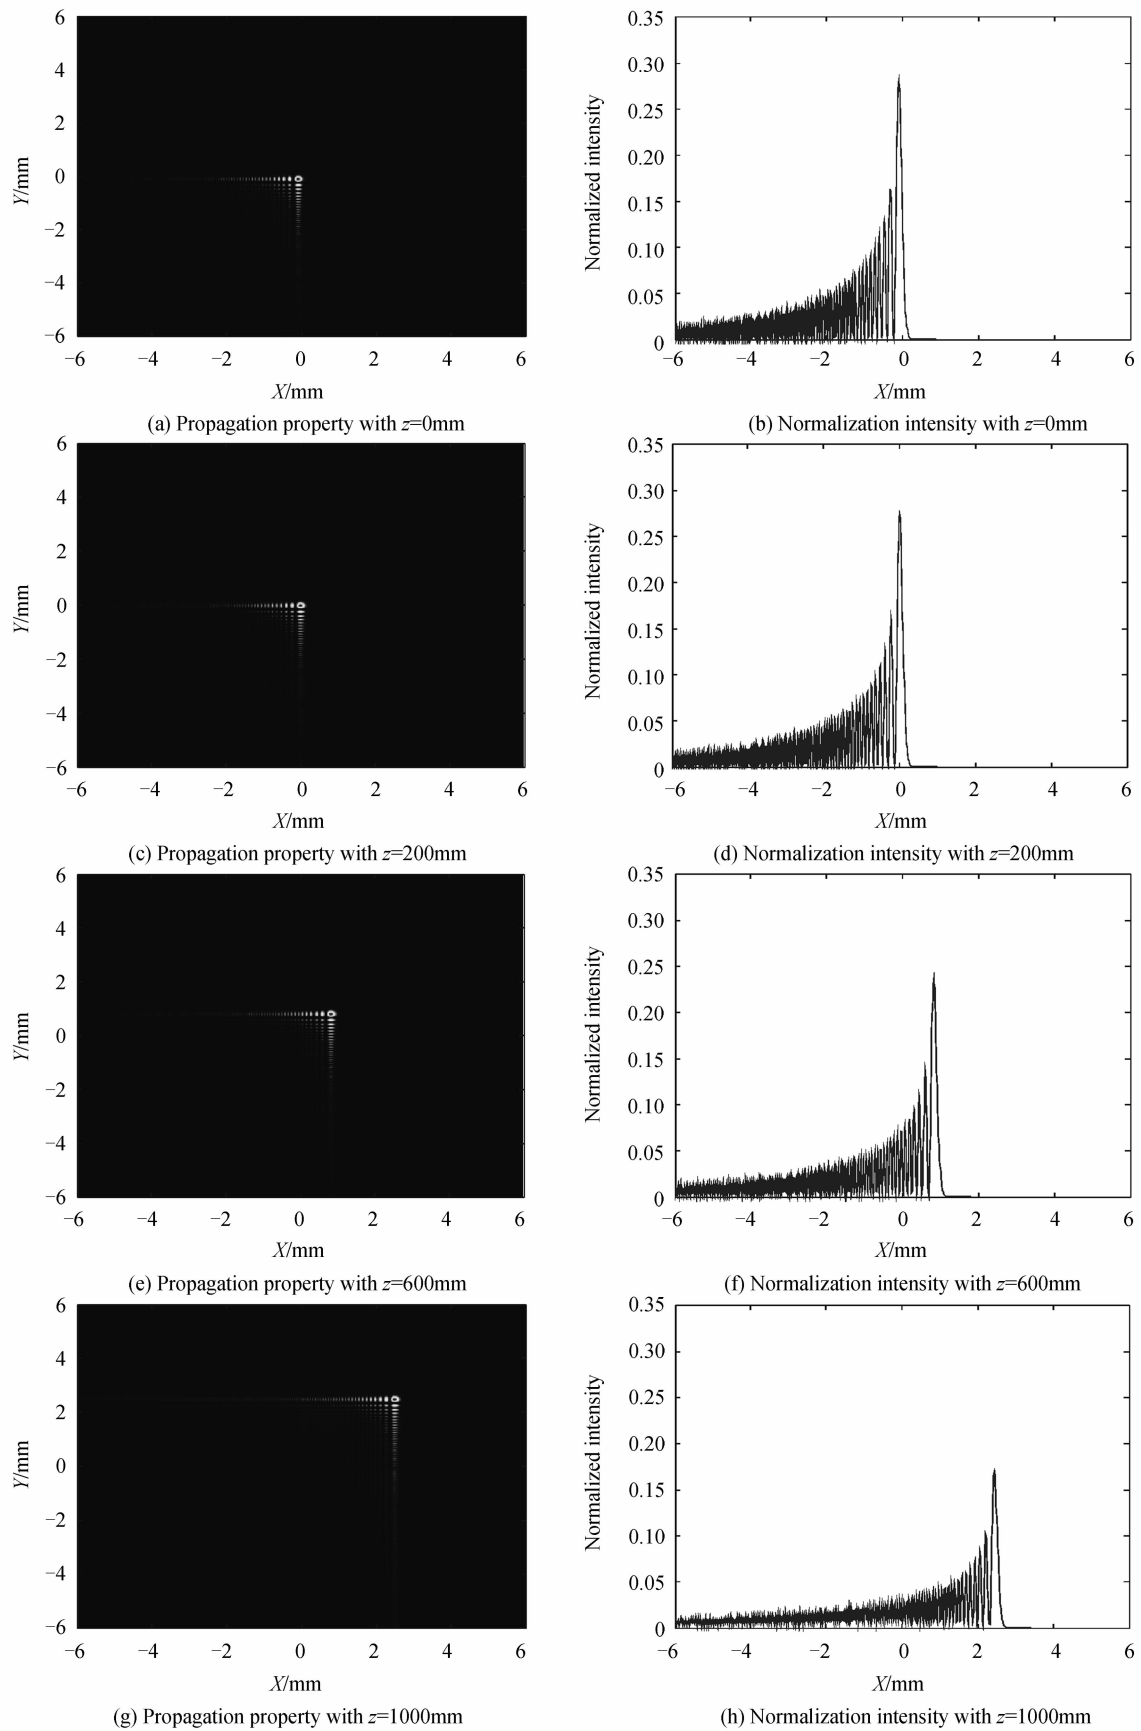 6
4
2
0
−2
−4
−6
Y/mm
−6 −4 −2 0 2 4 6
X/mm
(a) Propagation property with z=0mm
0.35
0.30
0.25
0.20
0.15
0.10
0.05
0
Normalized intensity
−6 −4 −2 0 2 4 6
X/mm
(b) Normalization intensity with z=0mm
6
4
2
0
−2
−4
−6
Y/mm
−6 −4 −2 0 2 4 6
X/mm
(c) Propagation property with z=200mm
0.35
0.30
0.25
0.20
0.15
0.10
0.05
0
Normalized intensity
−6 −4 −2 0 2 4 6
X/mm
(d) Normalization intensity with z=200mm
6
4
2
0
−2
−4
−6
Y/mm
−6 −4 −2 0 2 4 6
X/mm
(e) Propagation property with z=600mm
0.35
0.30
0.25
0.20
0.15
0.10
0.05
0
Normalized intensity
−6 −4 −2 0 2 4 6
X/mm
(f) Normalization intensity with z=600mm
6
4
2
0
−2
−4
−6
Y/mm
−6 −4 −2 0 2 4 6
X/mm
(g) Propagation property with z=1000mm
0.35
0.30
0.25
0.20
0.15
0.10
0.05
0
Normalized intensity
−6 −4 −2 0 2 4 6
X/mm
(h) Normalization intensity with z=1000mm